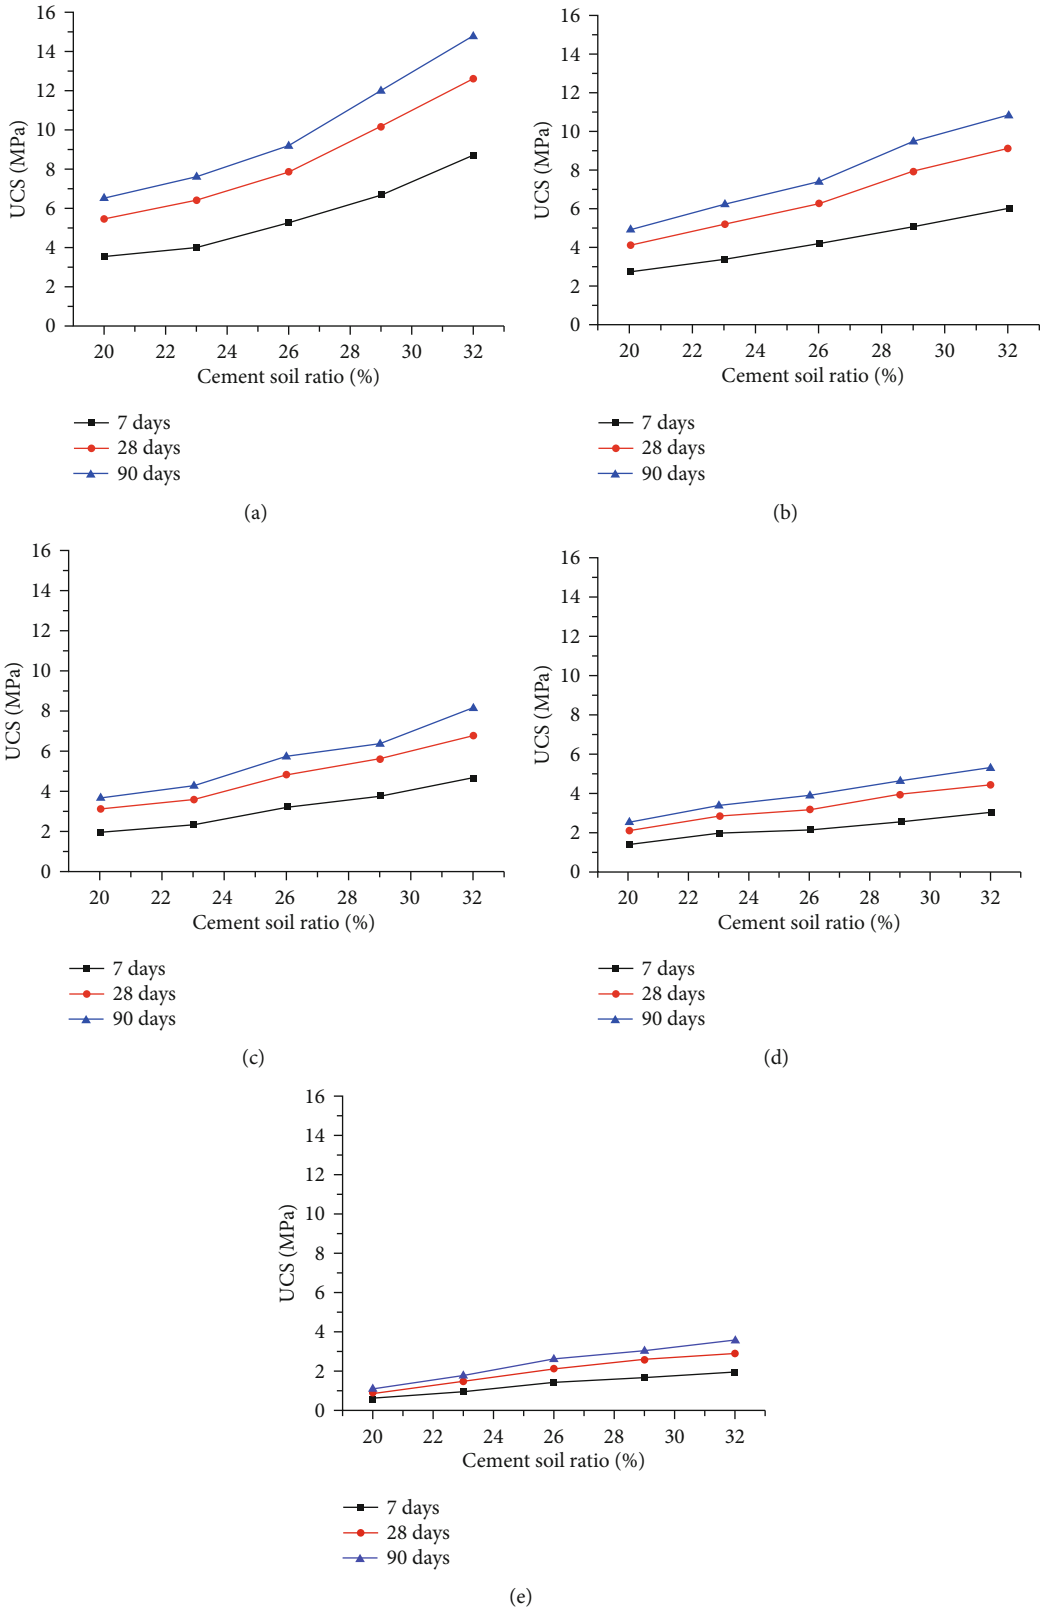 UCS (MPa)
16
14
12
10
8
6
4
2
0
20 22 24 26 28 30 32
Cement soil ratio (%)
7 days
28 days
90 days
(a)
UCS (MPa)
16
14
12
10
8
6
4
2
0
20 22 24 26 28 30 32
Cement soil ratio (%)
7 days
28 days
90 days
(b)
UCS (MPa)
16
14
12
10
8
6
4
2
0
20 22 24 26 28 30 32
Cement soil ratio (%)
7 days
28 days
90 days
(c)
UCS (MPa)
16
14
12
10
8
6
4
2
0
20 22 24 26 28 30 32
Cement soil ratio (%)
7 days
28 days
90 days
(d)
UCS (MPa)
16
14
12
10
8
6
4
2
0
20 22 24 26 28 30 32
Cement soil ratio (%)
7 days
28 days
90 days
(e)